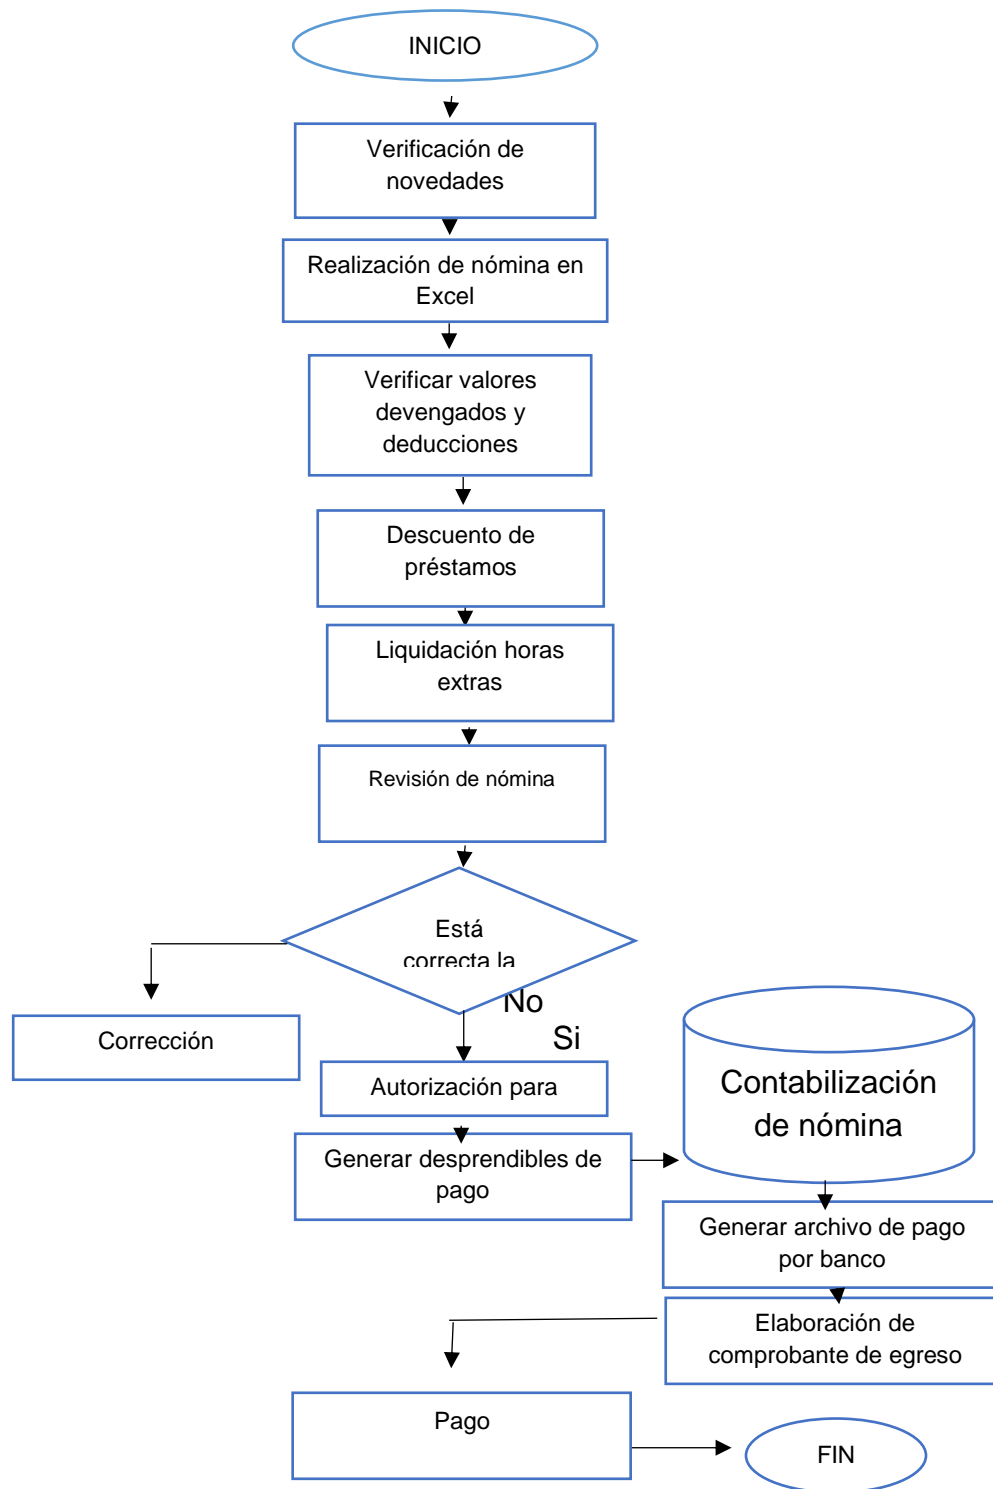 INICIO
Verificación de
novedades
Realización de nómina en
Excel
Verificar valores
devengados y
deducciones
Descuento de
préstamos
Liquidación horas
extras
Revisión de nómina
Está
correcta la
No
Si
Corrección
Autorización para
Generar desprendibles de
pago
Contabilización
de nómina
Generar archivo de pago
por banco
Elaboración de
comprobante de egreso
Pago
FIN